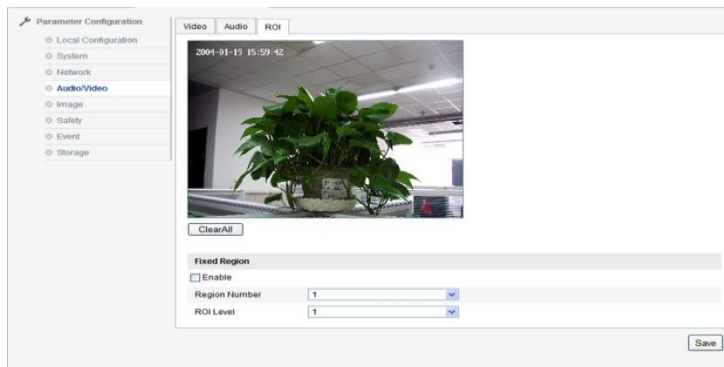 Parameter Configuration
Local Configuration
System
Network
Audio/Video
Image
Safety
Event
Storage
Video Audio ROI
2004-01-19 15:59:42
ClearAll
Fixed Region
Enable
Region Number 1
ROI Level 1
Save